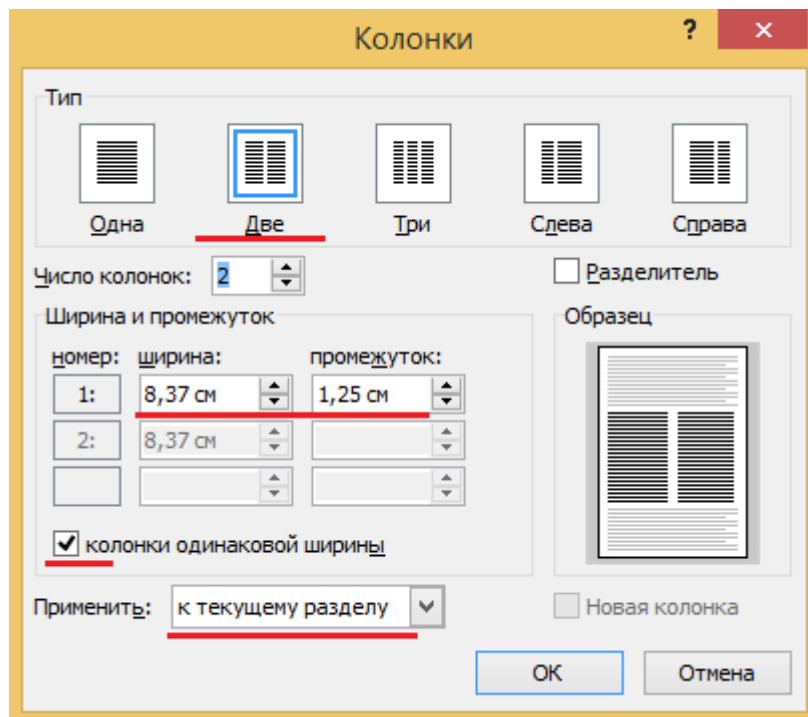 Колонки ?
Тип
Одна Две Три Слева Справа
Число колонок: 2 Разделитель
Ширина и промежуток Образец
номер: ширина: промежуток:
1: 8,37 см 1,25 см
2: 8,37 см
колонки одинаковой ширины
Применить: к текущему разделу Новая колонка
ОК Отмена